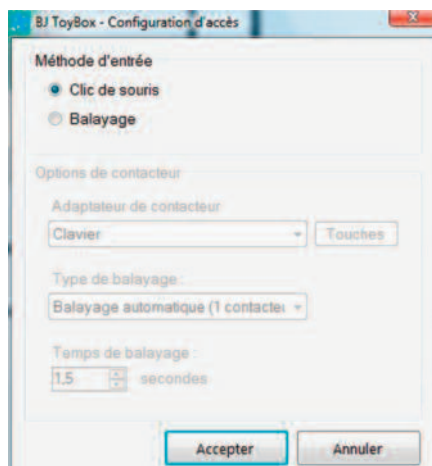 BJ ToyBox - Configuration d'accès
Méthode d'entrée
Clic de souris
Balayage
Options de contacteur
Adaptateur de contacteur
Clavier
Touches
Type de balayage :
Balayage automatique (1 contacteu
Temps de balayage :
1,5 secondes
Accepter Annuler